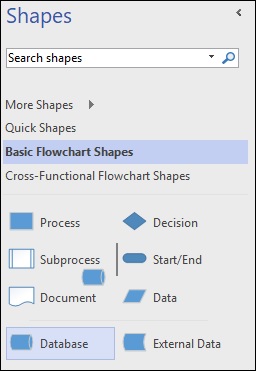 Shapes
Search shapes
More Shapes
Quick Shapes
Basic Flowchart Shapes
Cross-Functional Flowchart Shapes
Process Decision
Subprocess Start/End
Document Data
Database External Data